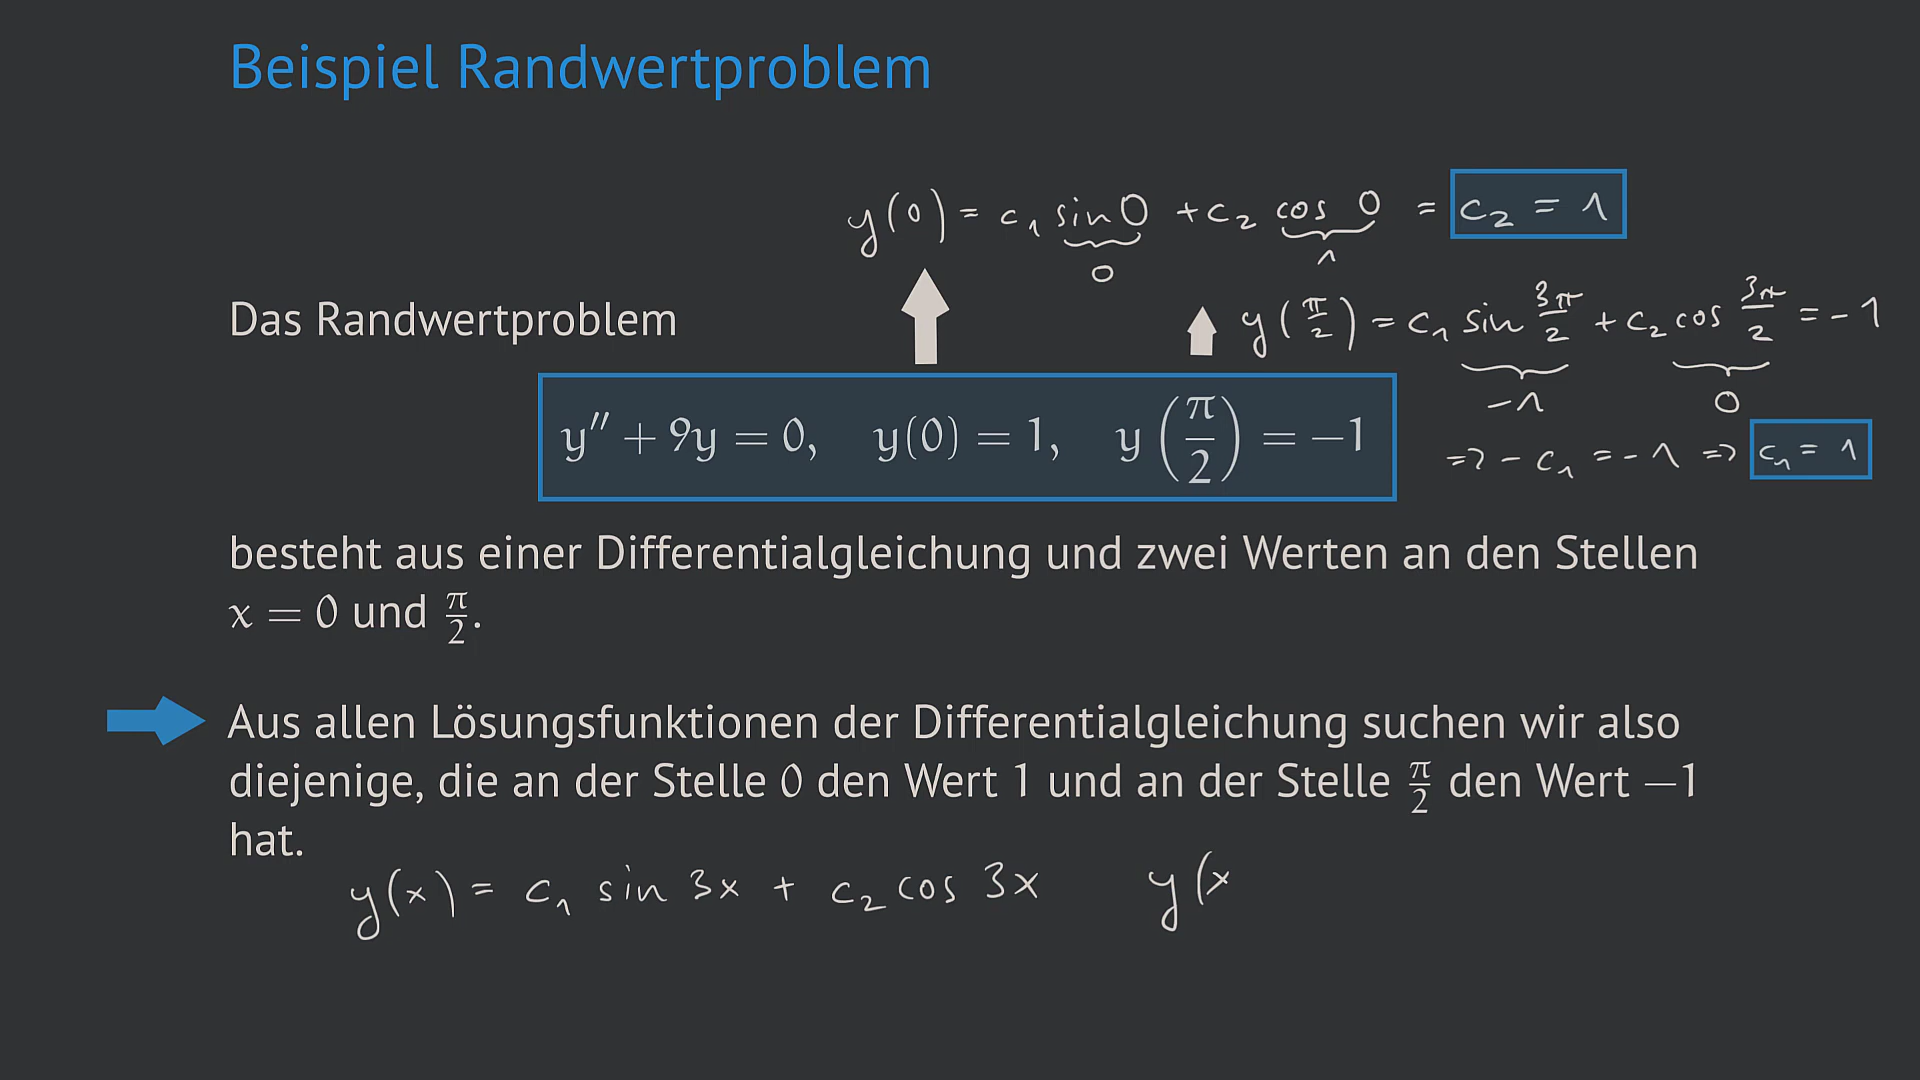 Beispiel Randwertproblem
y(0) = c₁ sin 0 + c₂ cos 0 = c₂ = 1
0 1
Das Randwertproblem
y(π/2) = c₁ sin 3π/2 + c₂ cos 3π/2 = -1
-1 0
y″ + 9y = 0, y(0) = 1, y(π/2) = −1
=> -c₁ = -1 => c₁ = 1
besteht aus einer Differentialgleichung und zwei Werten an den Stellen
x = 0 und π/2.
Aus allen Lösungsfunktionen der Differentialgleichung suchen wir also
diejenige, die an der Stelle 0 den Wert 1 und an der Stelle π/2 den Wert −1
hat.
y(x) = c₁ sin 3x + c₂ cos 3x y(x